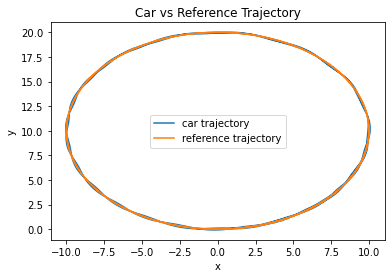 Car vs Reference Trajectory
20.0
17.5
15.0
12.5
10.0
7.5
5.0
2.5
0.0
y
car trajectory
reference trajectory
−10.0 −7.5 −5.0 −2.5 0.0 2.5 5.0 7.5 10.0
x